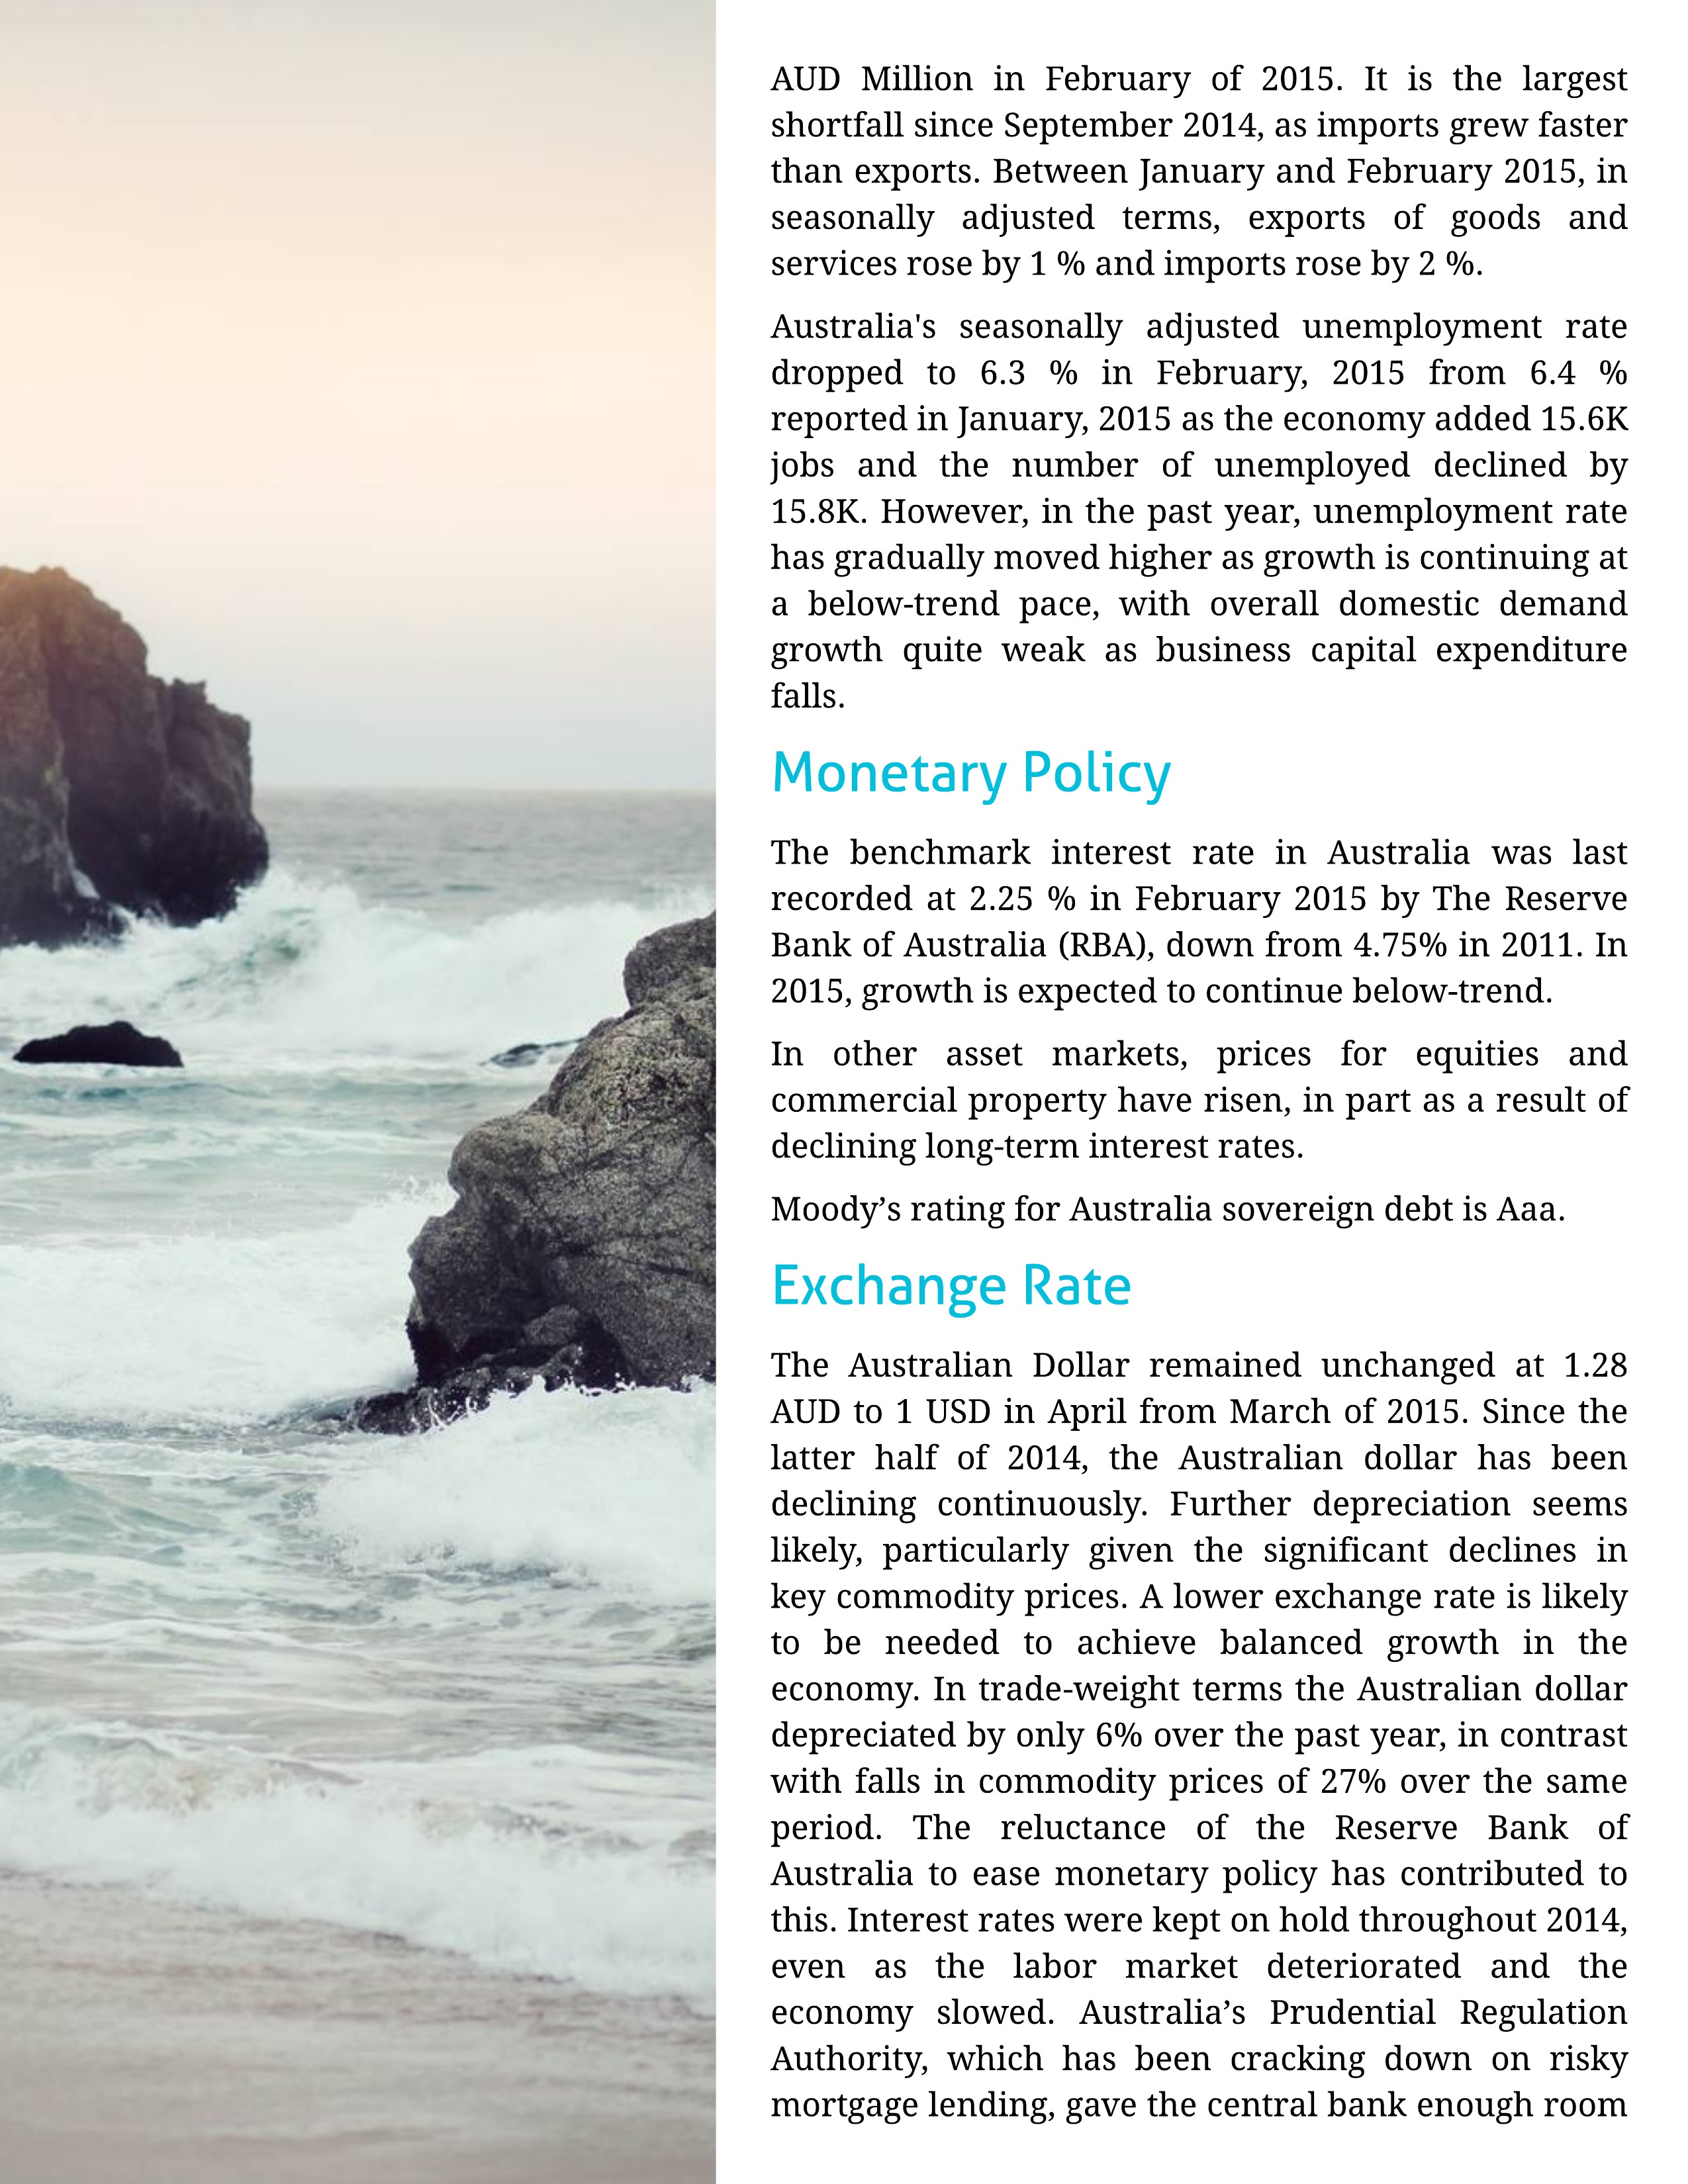 AUD Million in February of 2015. It is the largest
shortfall since September 2014, as imports grew faster
than exports. Between January and February 2015, in
seasonally adjusted terms, exports of goods and
services rose by 1 % and imports rose by 2 %.
Australia's seasonally adjusted unemployment rate
dropped to 6.3 % in February, 2015 from 6.4 %
reported in January, 2015 as the economy added 15.6K
jobs and the number of unemployed declined by
15.8K. However, in the past year, unemployment rate
has gradually moved higher as growth is continuing at
a below-trend pace, with overall domestic demand
growth quite weak as business capital expenditure
falls.
Monetary Policy
The benchmark interest rate in Australia was last
recorded at 2.25 % in February 2015 by The Reserve
Bank of Australia (RBA), down from 4.75% in 2011. In
2015, growth is expected to continue below-trend.
In other asset markets, prices for equities and
commercial property have risen, in part as a result of
declining long-term interest rates.
Moody’s rating for Australia sovereign debt is Aaa.
Exchange Rate
The Australian Dollar remained unchanged at 1.28
AUD to 1 USD in April from March of 2015. Since the
latter half of 2014, the Australian dollar has been
declining continuously. Further depreciation seems
likely, particularly given the significant declines in
key commodity prices. A lower exchange rate is likely
to be needed to achieve balanced growth in the
economy. In trade-weight terms the Australian dollar
depreciated by only 6% over the past year, in contrast
with falls in commodity prices of 27% over the same
period. The reluctance of the Reserve Bank of
Australia to ease monetary policy has contributed to
this. Interest rates were kept on hold throughout 2014,
even as the labor market deteriorated and the
economy slowed. Australia’s Prudential Regulation
Authority, which has been cracking down on risky
mortgage lending, gave the central bank enough room